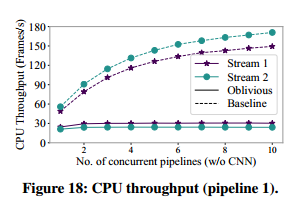 180
150
120
90
60
30
0
CPU Throughput (Frames/s)
Stream 1
Stream 2
Oblivious
Baseline
2 4 6 8 10
No. of concurrent pipelines (w/o CNN)
Figure 18: CPU throughput (pipeline 1).